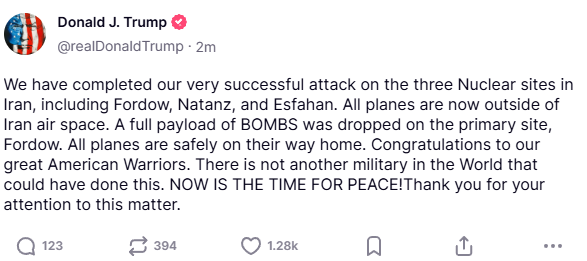 Donald J. Trump
@realDonaldTrump · 2m
We have completed our very successful attack on the three Nuclear sites in
Iran, including Fordow, Natanz, and Esfahan. All planes are now outside of
Iran air space. A full payload of BOMBS was dropped on the primary site,
Fordow. All planes are safely on their way home. Congratulations to our
great American Warriors. There is not another military in the World that
could have done this. NOW IS THE TIME FOR PEACE!Thank you for your
attention to this matter.
123 394 1.28k